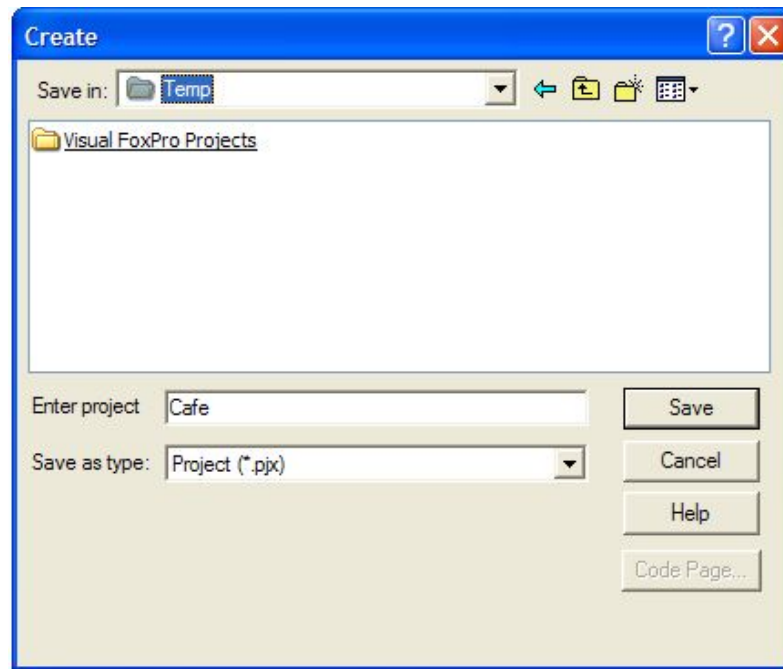 Create
Save in: Temp
Visual FoxPro Projects
Enter project Cafe Save
Save as type: Project (*.pjx) Cancel
Help
Code Page...